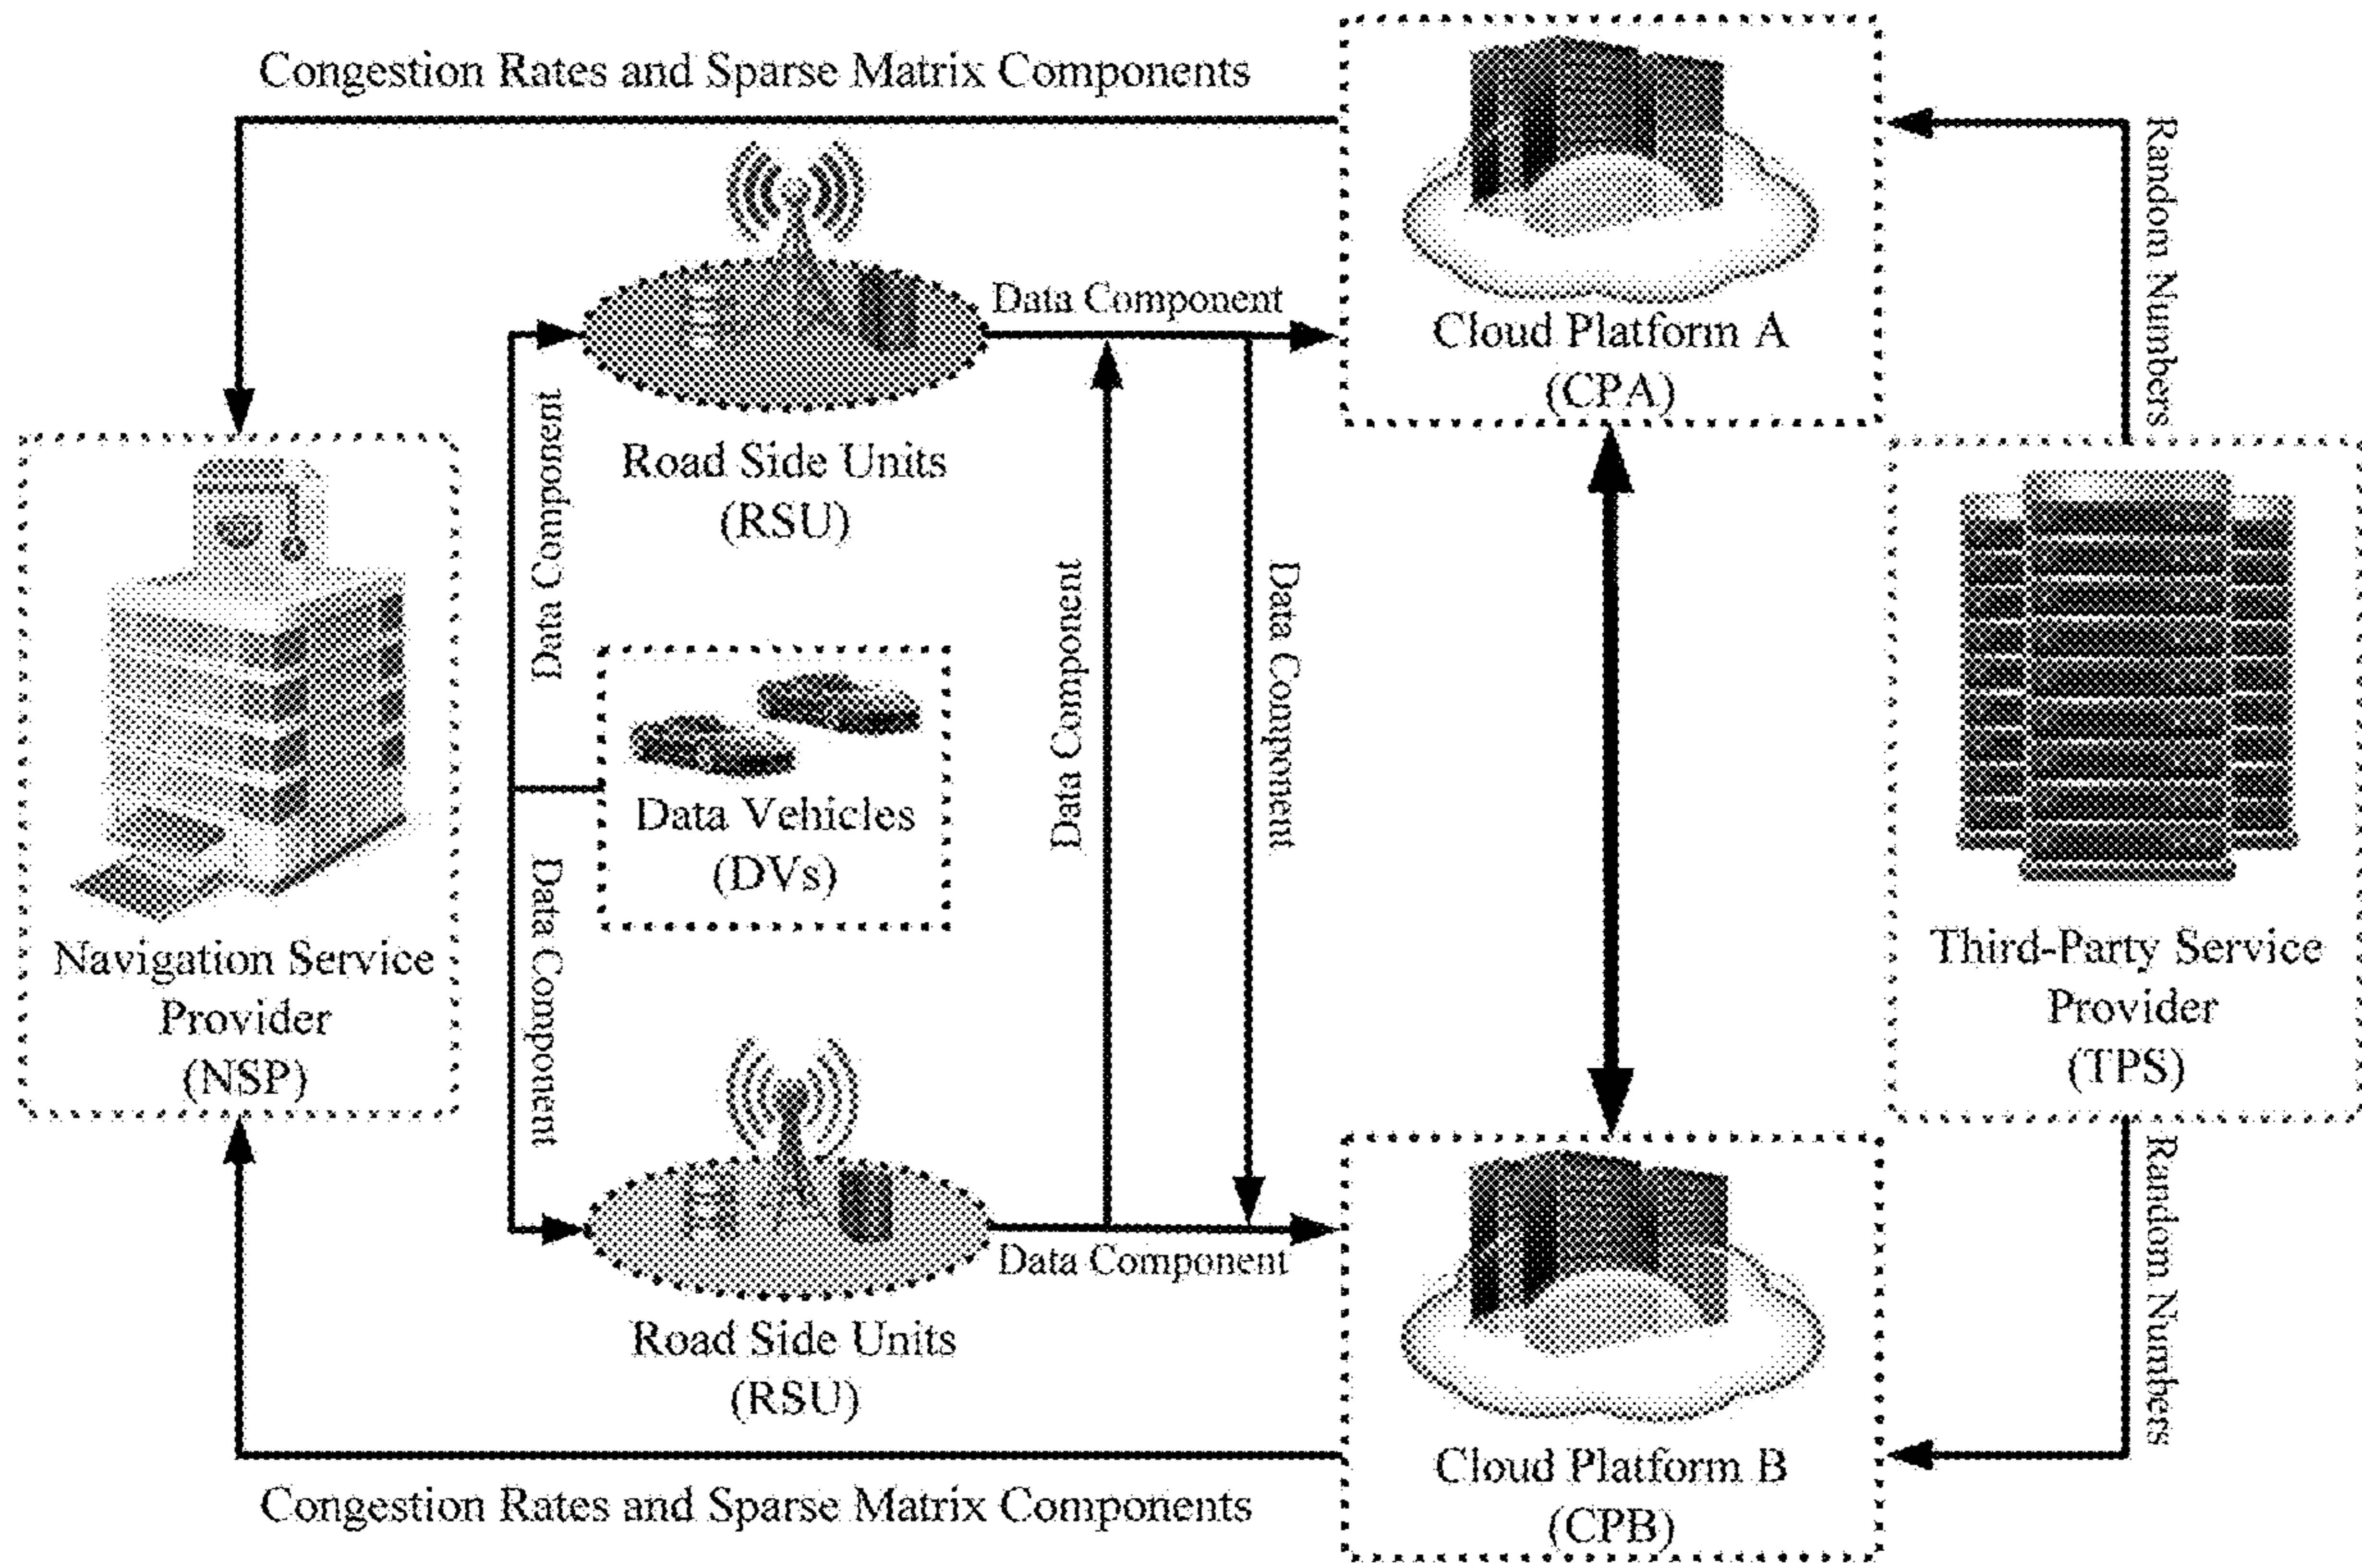 Congestion Rates and Sparse Matrix Components
Random Numbers
Data Component
Cloud Platform A
(CPA)
Data Component
Road Side Units
(RSU)
Data Component
Data Component
Data Vehicles
(DVs)
Data Component
Navigation Service
Provider
(NSP)
Third-Party Service
Provider
(TPS)
Random Numbers
Data Component
Road Side Units
(RSU)
Cloud Platform B
(CPB)
Congestion Rates and Sparse Matrix Components